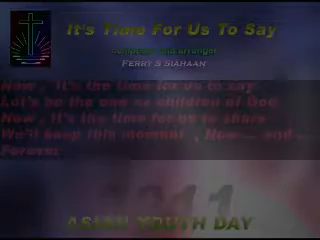 It's Time For Us To Say
composer and arranger
Ferry S Siahaan
Now , It's the time for us to say
Let's be the one as children of God
Now , It's the time for us to share
We'll keep this moment , Now... and ...
Forever
2011
ASIAN YOUTH DAY